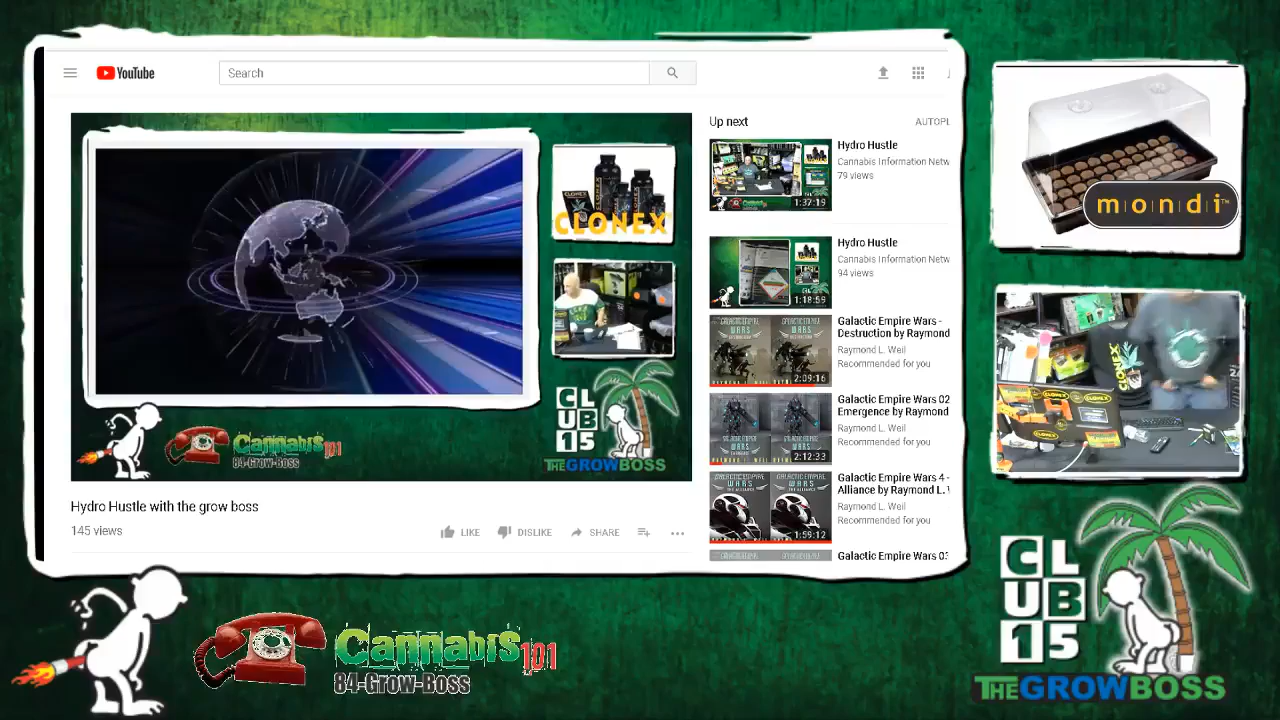 YouTube
Search
Up next
AUTOPL
CLONEX
CLUB
15
THEGROWBOSS
Cannabis 101
84-Grow-Boss
Hydro Hustle with the grow boss
145 views
LIKE
DISLIKE
SHARE
Hydro Hustle
Cannabis Information Netw
79 views
1:37:19
Hydro Hustle
Cannabis Information Netw
94 views
1:18:59
Galactic Empire Wars -
Destruction by Raymond
Raymond L. Weil
Recommended for you
2:09:16
Galactic Empire Wars 02
Emergence by Raymond
Raymond L. Weil
Recommended for you
2:12:33
Galactic Empire Wars 4 -
Alliance by Raymond L.
Raymond L. Weil
Recommended for you
1:59:12
Galactic Empire Wars
mondi™
CLONEX
CLUB
15
THEGROWBOSS
Cannabis 101
84-Grow-Boss